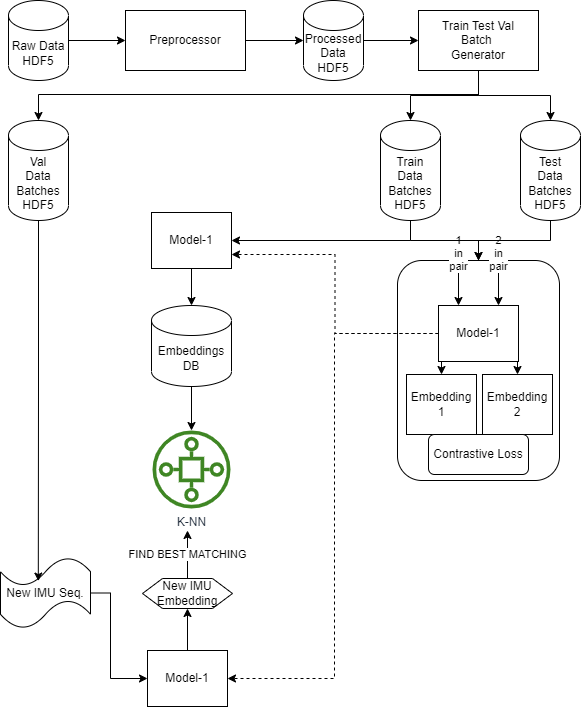 Raw Data
HDF5
Preprocessor
Processed
Data
HDF5
Train Test Val
Batch
Generator
Val
Data
Batches
HDF5
Train
Data
Batches
HDF5
Test
Data
Batches
HDF5
Model-1
1
in
pair
2
in
pair
Model-1
Embeddings
DB
Embedding
1
Embedding
2
Contrastive Loss
K-NN
FIND BEST MATCHING
New IMU Seq.
New IMU
Embedding
Model-1